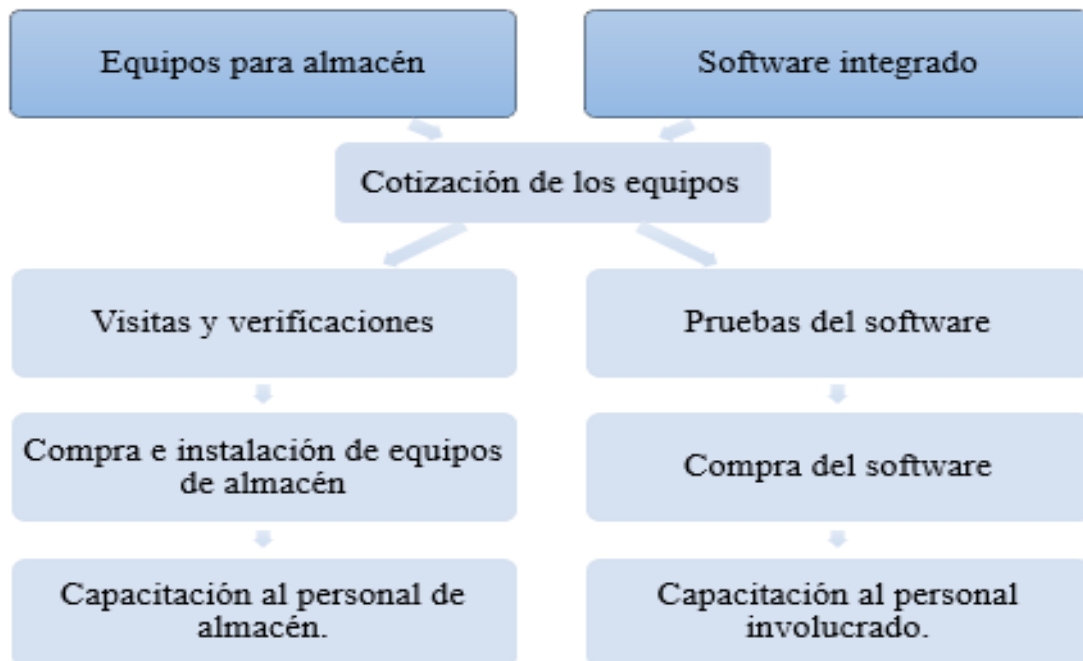 Equipos para almacén
Software integrado
Cotización de los equipos
Visitas y verificaciones
Pruebas del software
Compra e instalación de equipos
de almacén
Compra del software
Capacitación al personal de
almacén.
Capacitación al personal
involucrado.